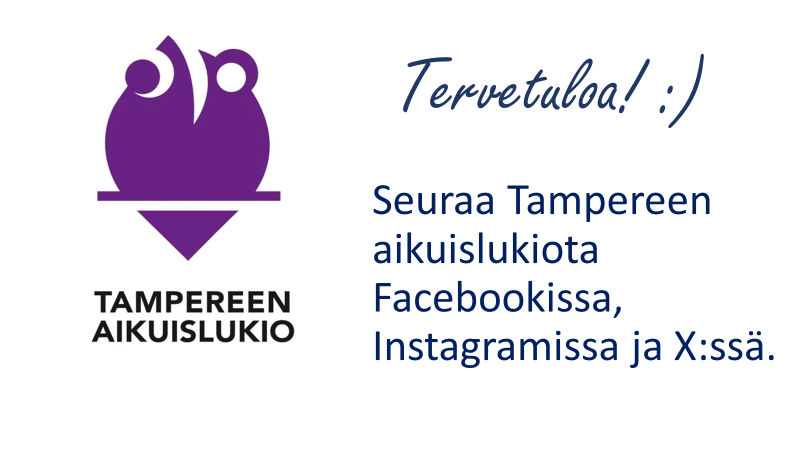 Tervetuloa! :)
Seuraa Tampereen
aikuislukiota
Facebookissa,
Instagramissa ja X:ssä.
TAMPEREEN
AIKUISLUKIO